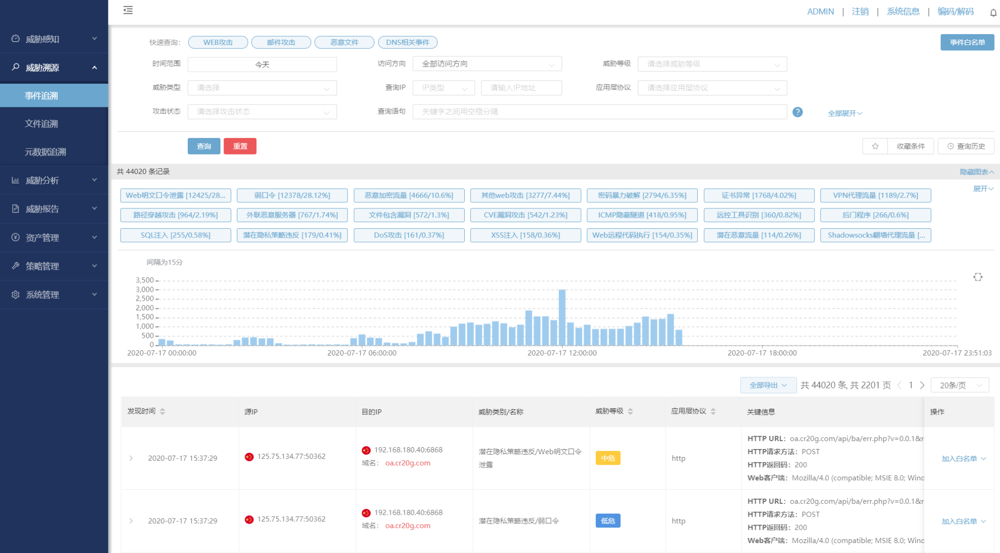 ADMIN | 注销 | 系统信息 | 编码/解码
威胁感知
威胁溯源
事件追溯
文件追溯
元数据追溯
威胁分析
威胁报告
资产管理
策略管理
系统管理
快速查询: WEB攻击 邮件攻击 恶意文件 DNS相关事件 事件白名单
时间范围 今天 访问方向 全部访问方向 威胁等级 请选择威胁等级
威胁类型 请选择 查询IP IP类型 请输入IP地址 应用层协议 请选择应用层协议
攻击状态 请选择攻击状态 查询语句 关键字之间用空格分隔 ? 全部展开
查询 重置 收藏条件 查询历史
共 44020 条记录 隐藏图表
Web明文口令泄露 [12425/28... 弱口令 [12378/28.12%] 恶意加密流量 [4666/10.6%] 其他web攻击 [3277/7.44%] 密码暴力破解 [2794/6.35%] 证书异常 [1768/4.02%] VPN代理流量 [1189/2.7%] 展开
路径穿越攻击 [964/2.19%] 外联恶意服务器 [767/1.74%] 文件包含漏洞 [572/1.3%] CVE漏洞攻击 [542/1.23%] ICMP隐蔽隧道 [418/0.95%] 远控工具识别 [360/0.82%] 后门程序 [266/0.6%]
SQL注入 [255/0.58%] 潜在隐私策略违反 [179/0.41%] DoS攻击 [161/0.37%] XSS注入 [158/0.36%] Web远程代码执行 [154/0.35%] 潜在恶意流量 [114/0.26%] Shadowsocks翻墙代理流量 [...
间隔为15分
3,500
3,000
2,500
2,000
1,500
1,000
500
0
2020-07-17 00:00:00 2020-07-17 06:00:00 2020-07-17 12:00:00 2020-07-17 18:00:00 2020-07-17 23:51:03
全部导出 共 44020 条, 共 2201 页 1 20条/页
发现时间 源IP 目的IP 威胁类别/名称 威胁等级 应用层协议 关键信息 操作
2020-07-17 15:37:29 125.75.134.77:50362 192.168.180.40:6868
域名: oa.cr20g.com
潜在隐私策略违反/Web明文口令
泄露
中危 http
HTTP URL: oa.cr20g.com/api/ba/err.php?v=0.0.1&r
HTTP请求方法: POST
HTTP返回码: 200
Web客户端: Mozilla/4.0 (compatible; MSIE 8.0; Wind
加入白名单
2020-07-17 15:37:29 125.75.134.77:50362 192.168.180.40:6868
域名: oa.cr20g.com
潜在隐私策略违反/弱口令 低危 http
HTTP URL: oa.cr20g.com/api/ba/err.php?v=0.0.1&r
HTTP请求方法: POST
HTTP返回码: 200
Web客户端: Mozilla/4.0 (compatible; MSIE 8.0; Wind
加入白名单